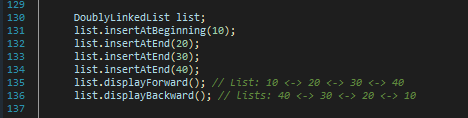 129
130 DoublyLinkedList list;
131 list.insertAtBeginning(10);
132 list.insertAtEnd(20);
133 list.insertAtEnd(30);
134 list.insertAtEnd(40);
135 list.displayForward(); // List: 10 <-> 20 <-> 30 <-> 40
136 list.displayBackward(); // Lists: 40 <-> 30 <-> 20 <-> 10
137